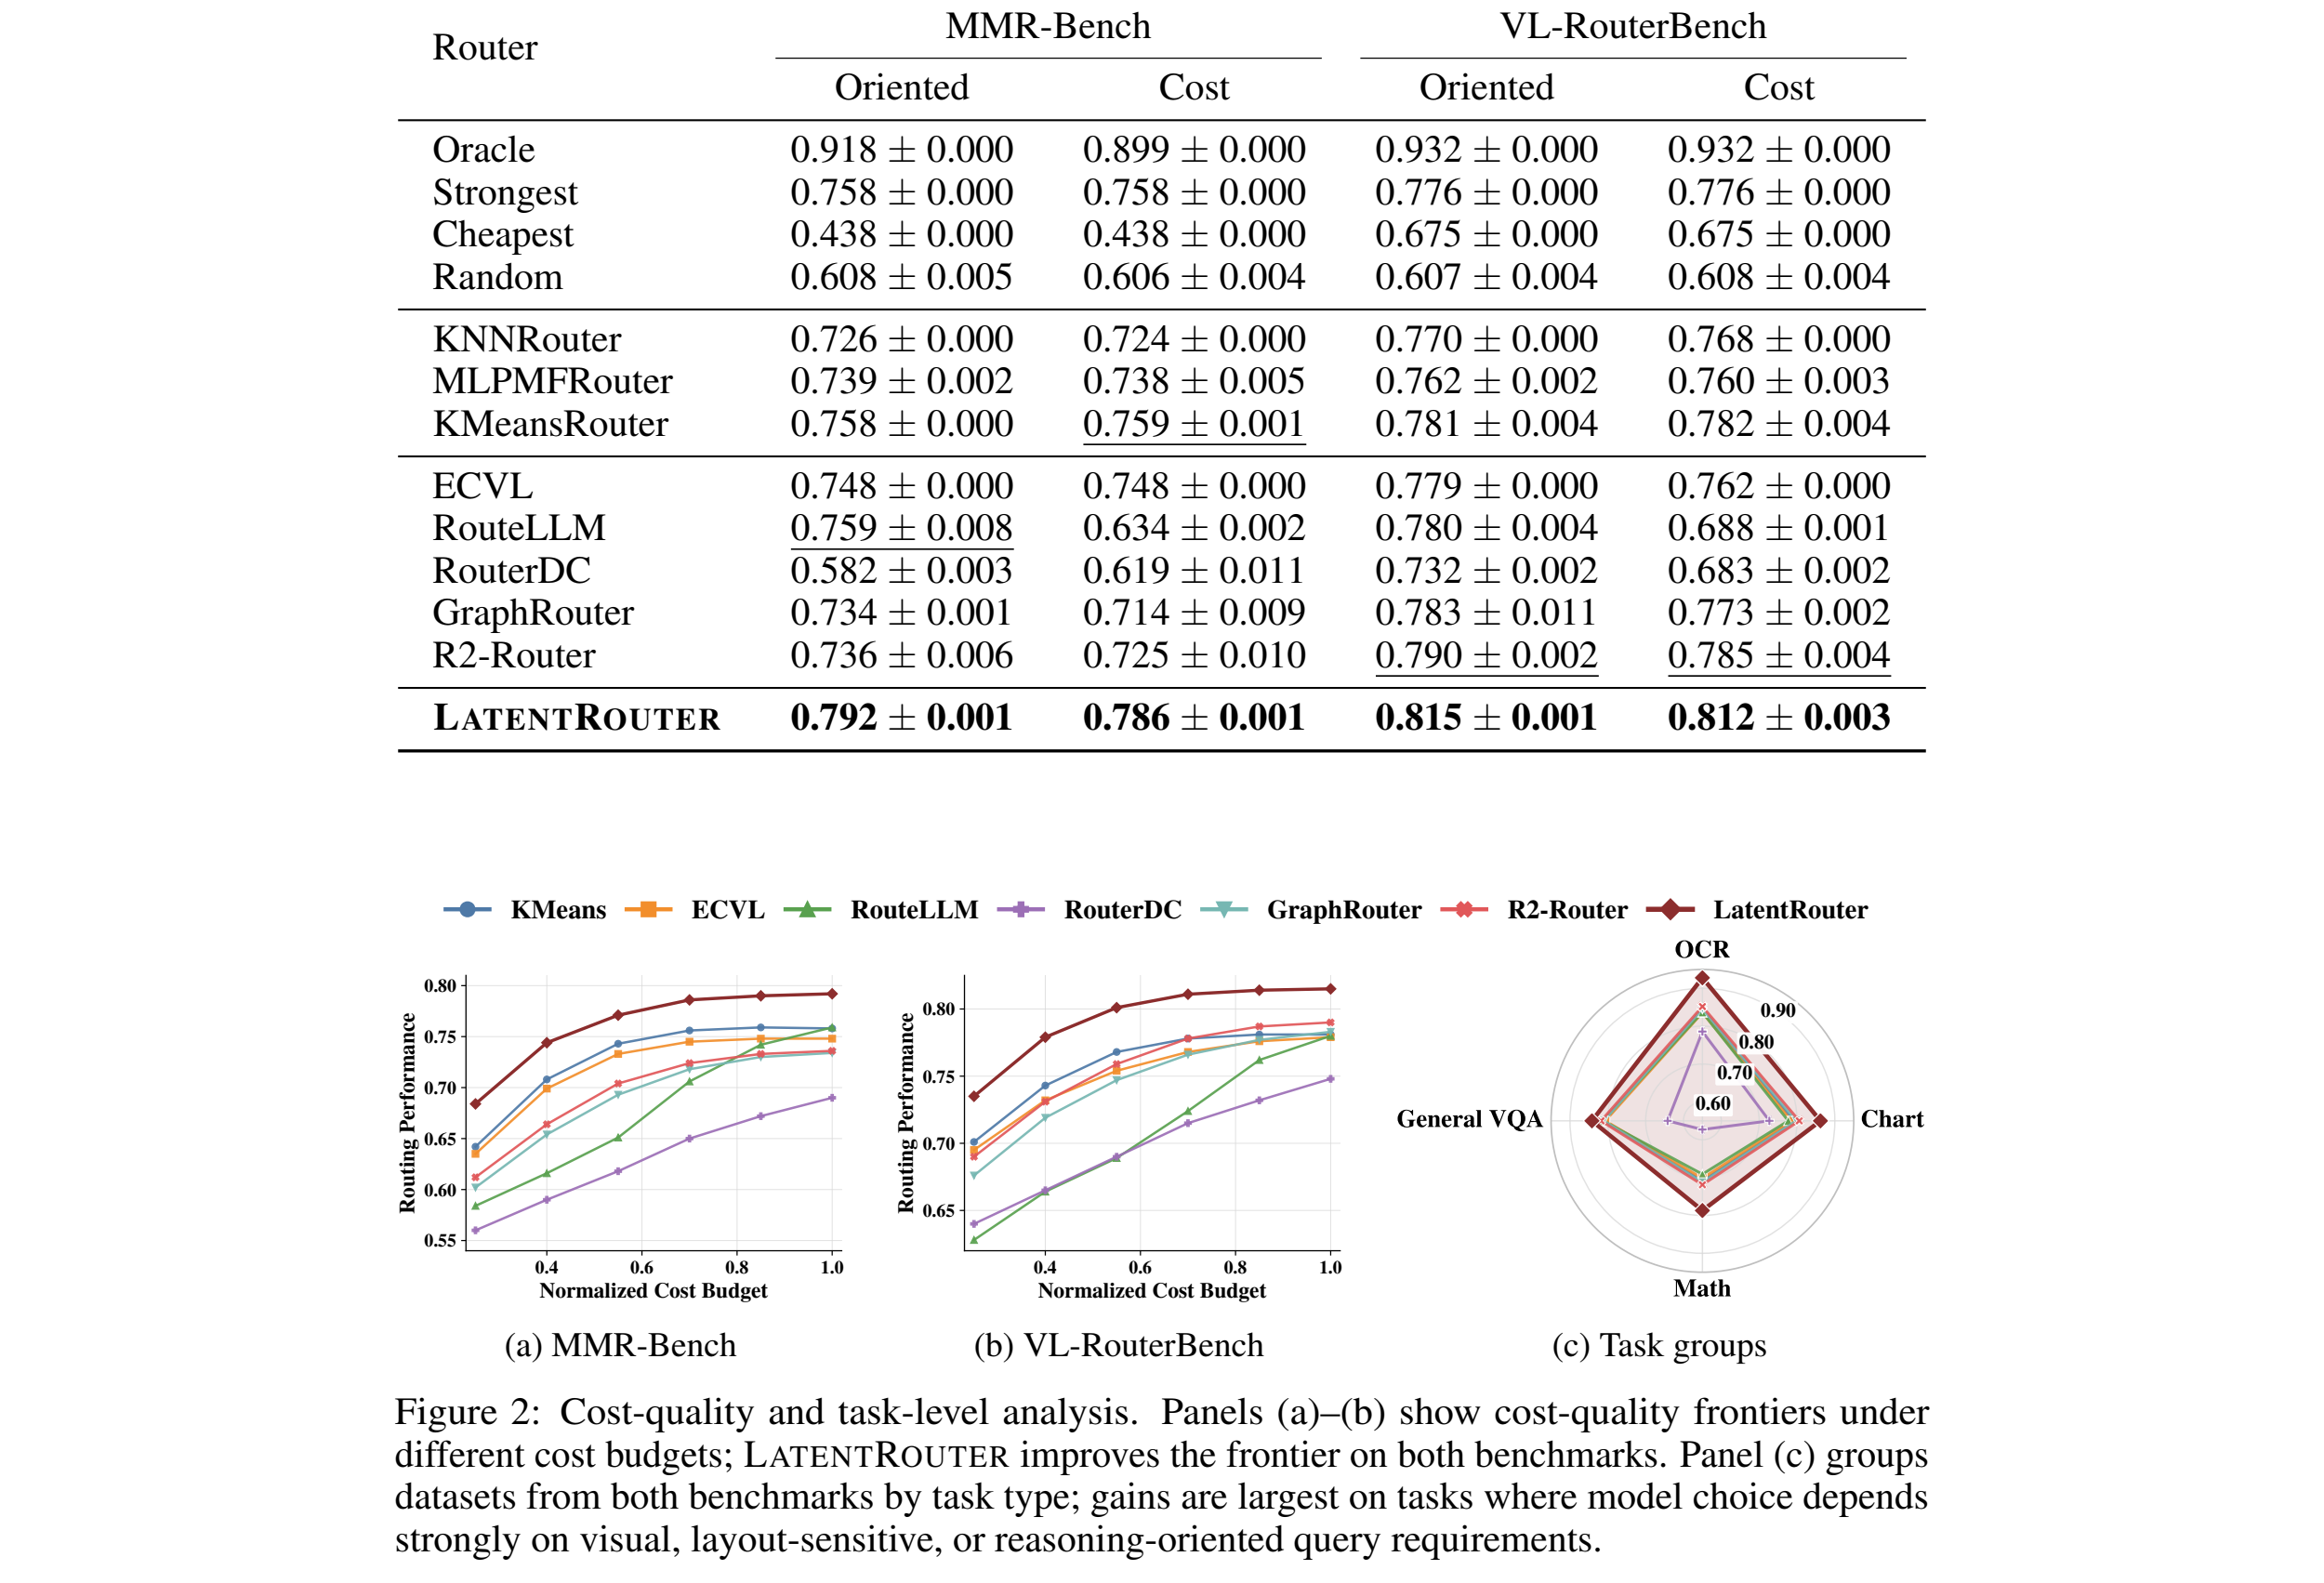 Router MMR-Bench VL-RouterBench
Oriented Cost Oriented Cost
Oracle 0.918 ± 0.000 0.899 ± 0.000 0.932 ± 0.000 0.932 ± 0.000
Strongest 0.758 ± 0.000 0.758 ± 0.000 0.776 ± 0.000 0.776 ± 0.000
Cheapest 0.438 ± 0.000 0.438 ± 0.000 0.675 ± 0.000 0.675 ± 0.000
Random 0.608 ± 0.005 0.606 ± 0.004 0.607 ± 0.004 0.608 ± 0.004
KNNRouter 0.726 ± 0.000 0.724 ± 0.000 0.770 ± 0.000 0.768 ± 0.000
MLPMFRouter 0.739 ± 0.002 0.738 ± 0.005 0.762 ± 0.002 0.760 ± 0.003
KMeansRouter 0.758 ± 0.000 0.759 ± 0.001 0.781 ± 0.004 0.782 ± 0.004
ECVL 0.748 ± 0.000 0.748 ± 0.000 0.779 ± 0.000 0.762 ± 0.000
RouteLLM 0.759 ± 0.008 0.634 ± 0.002 0.780 ± 0.004 0.688 ± 0.001
RouterDC 0.582 ± 0.003 0.619 ± 0.011 0.732 ± 0.002 0.683 ± 0.002
GraphRouter 0.734 ± 0.001 0.714 ± 0.009 0.783 ± 0.011 0.773 ± 0.002
R2-Router 0.736 ± 0.006 0.725 ± 0.010 0.790 ± 0.002 0.785 ± 0.004
LATENTROUTER 0.792 ± 0.001 0.786 ± 0.001 0.815 ± 0.001 0.812 ± 0.003
KMeans ECVL RouteLLM RouterDC GraphRouter R2-Router LatentRouter
Routing Performance
0.80
0.75
0.70
0.65
0.60
0.55
0.4 0.6 0.8 1.0
Normalized Cost Budget
(a) MMR-Bench
Routing Performance
0.80
0.75
0.70
0.65
0.4 0.6 0.8 1.0
Normalized Cost Budget
(b) VL-RouterBench
OCR
0.90
0.80
0.70
0.60
General VQA
Chart
Math
(c) Task groups
Figure 2: Cost-quality and task-level analysis. Panels (a)–(b) show cost-quality frontiers under
different cost budgets; LATENTROUTER improves the frontier on both benchmarks. Panel (c) groups
datasets from both benchmarks by task type; gains are largest on tasks where model choice depends
strongly on visual, layout-sensitive, or reasoning-oriented query requirements.